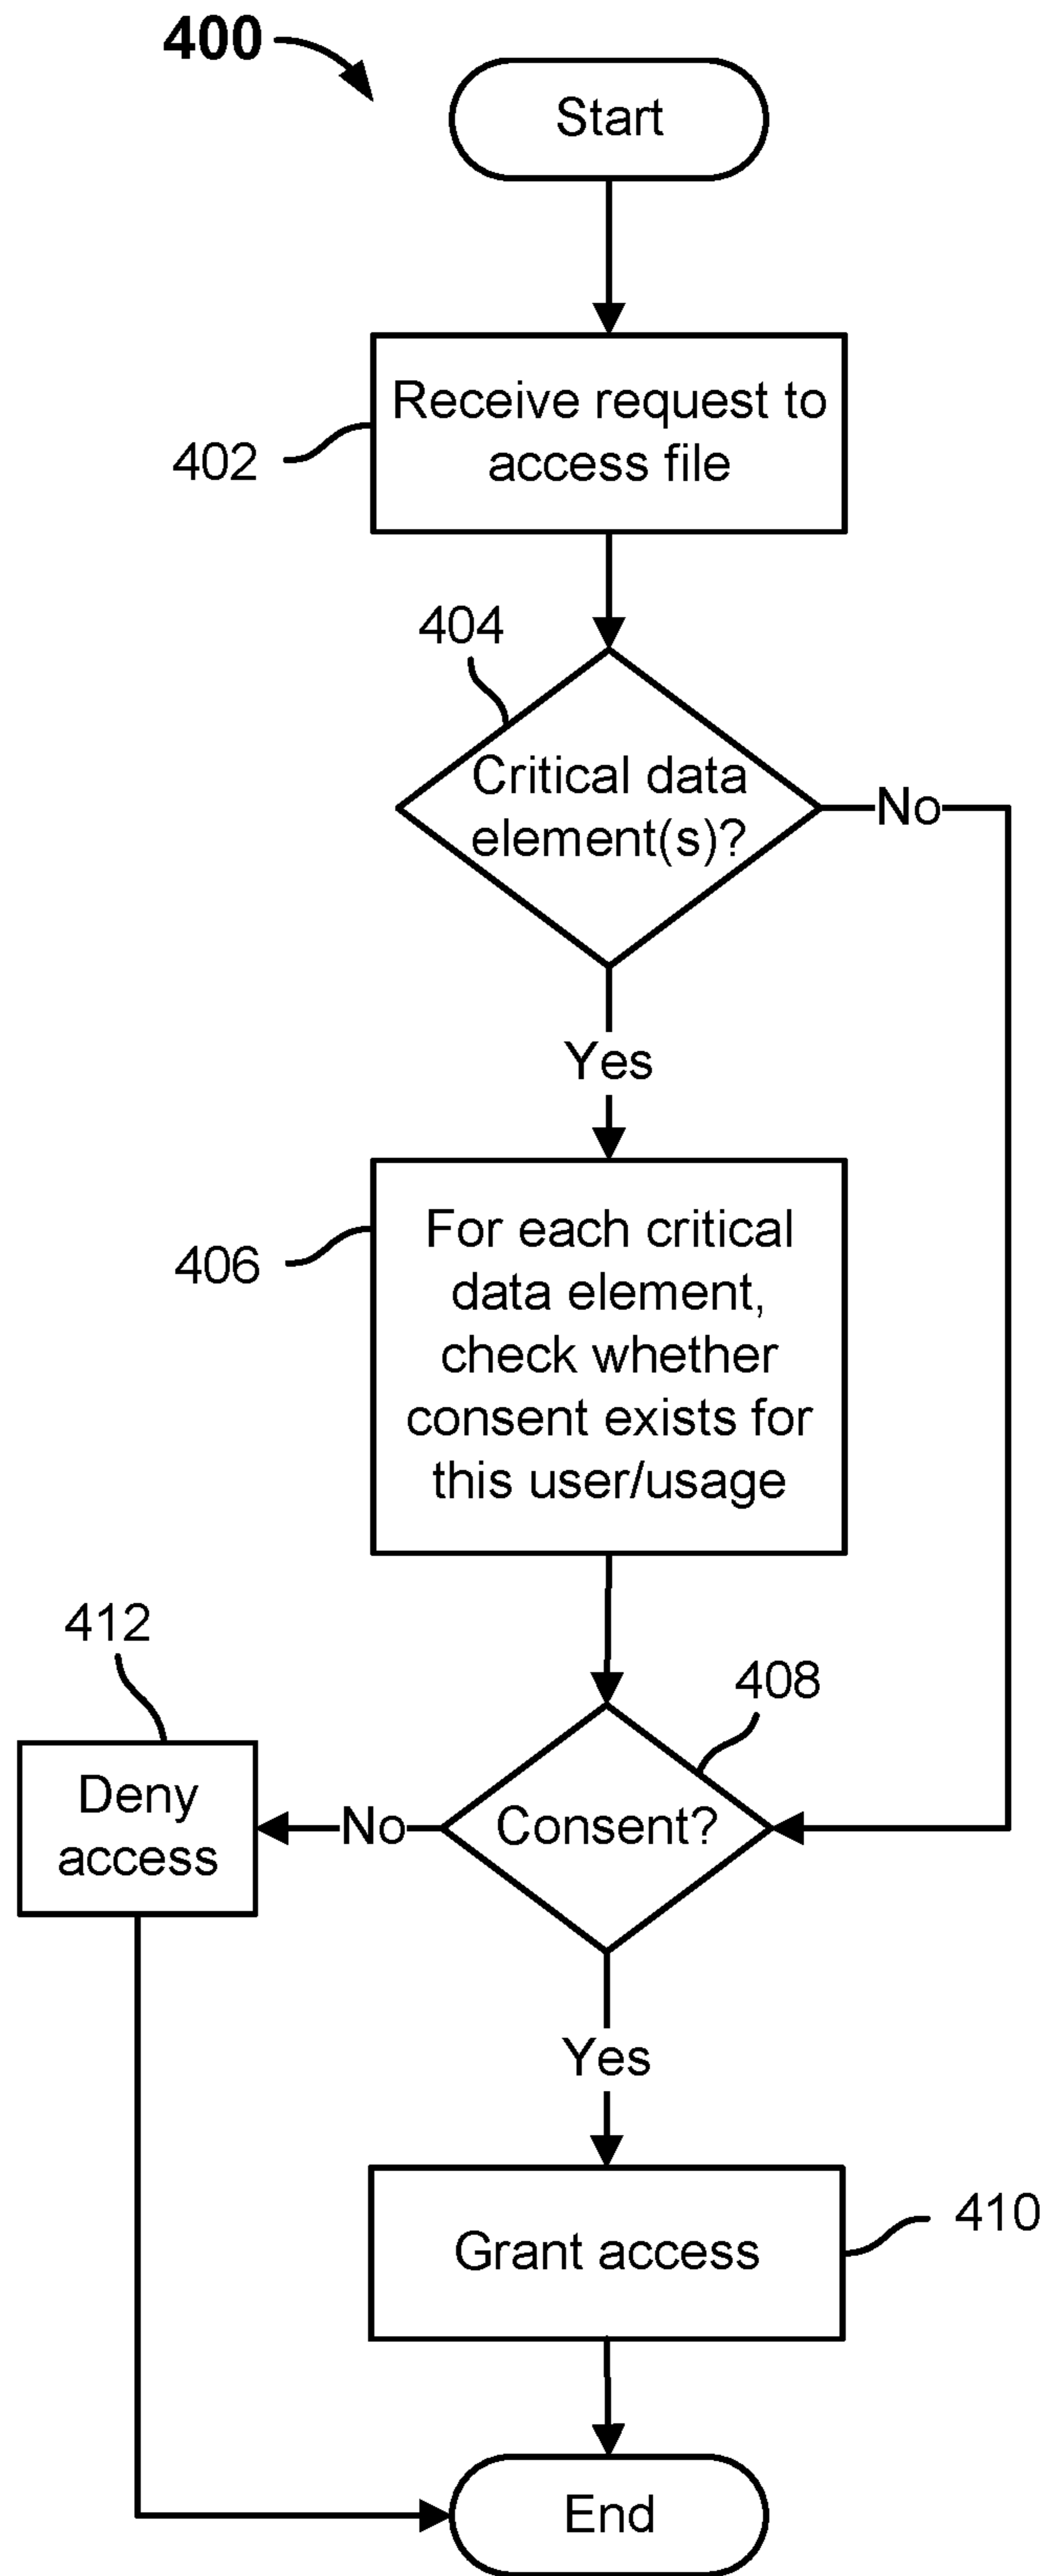 400
Start
Receive request to
access file
402
404
Critical data
element(s)?
No
Yes
For each critical
data element,
check whether
consent exists for
this user/usage
406
412
408
Deny
access
No
Consent?
Yes
Grant access
410
End